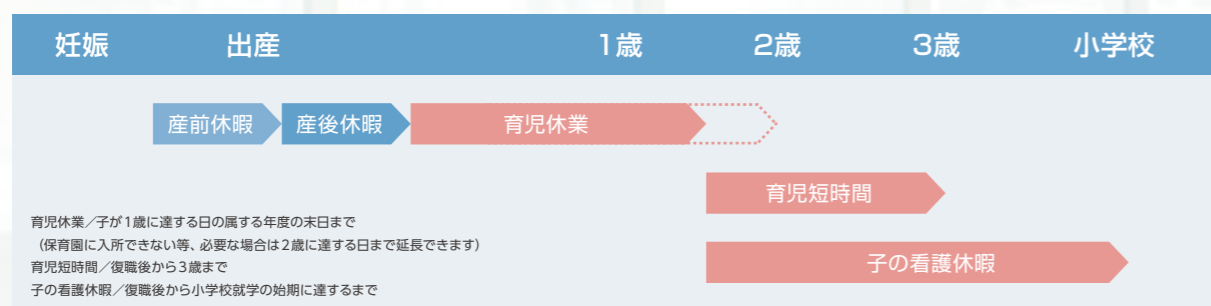 妊娠 出産 1歳 2歳 3歳 小学校
産前休暇 産後休暇 育児休業
育児短時間
子の看護休暇
育児休業／子が1歳に達する日の属する年度の末日まで
（保育園に入所できない等、必要な場合は2歳に達する日まで延長できます）
育児短時間／復職後から3歳まで
子の看護休暇／復職後から小学校就学の始期に達するまで